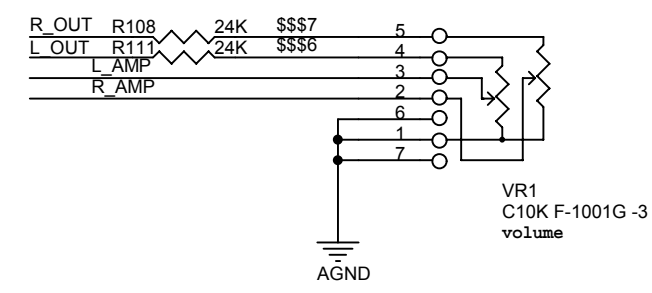 R_OUT R108 24K $$$7 5
L_OUT R111 24K $$$6 4
L_AMP 3
R_AMP 2
6
1
7
VR1
C10K F-1001G -3
volume
AGND